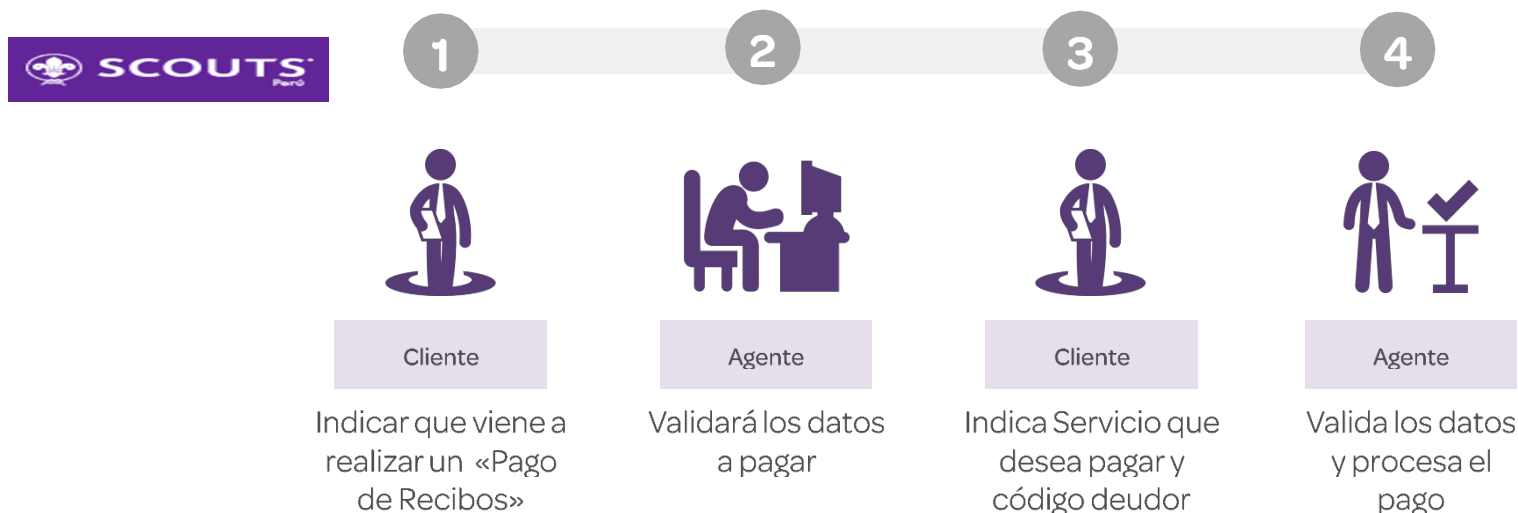 SCOUTS
Perú
1
2
3
4
Cliente
Agente
Cliente
Agente
Indicar que viene a
realizar un «Pago
de Recibos»
Validará los datos
a pagar
Indica Servicio que
desea pagar y
código deudor
Valida los datos
y procesa el
pago